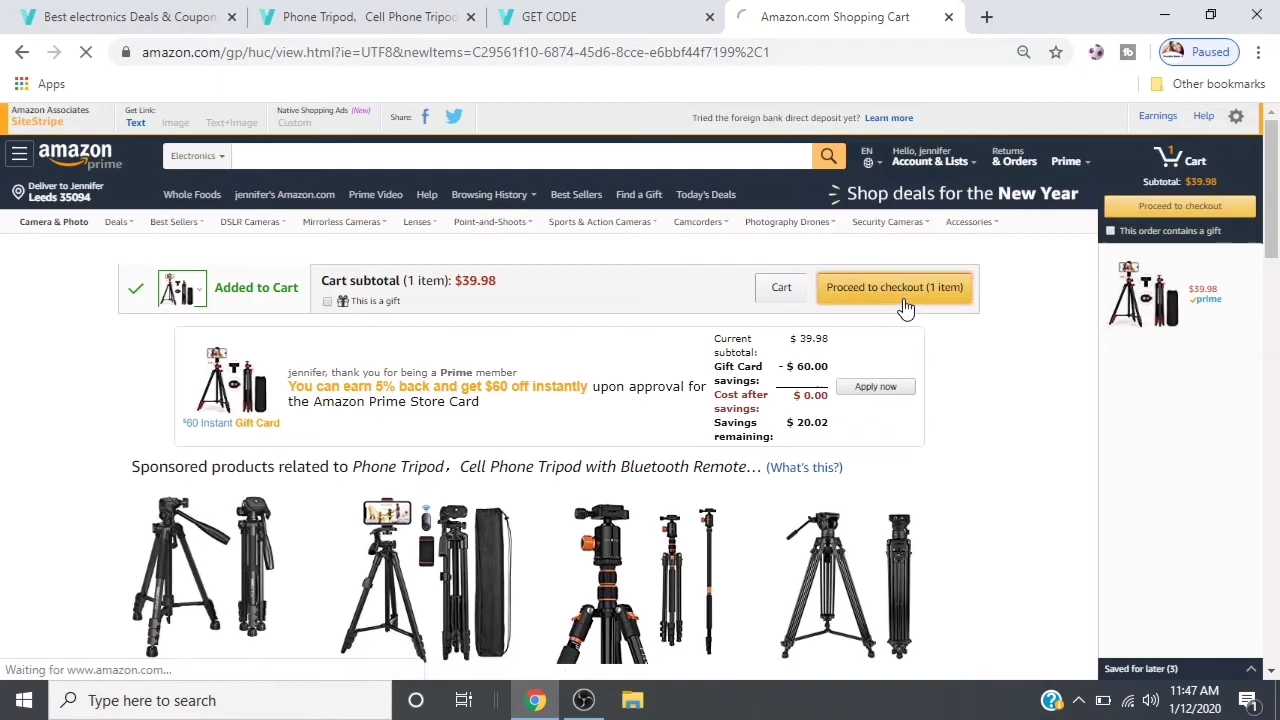 Best electronics Deals & Coupon
Phone Tripod，Cell Phone Tripod
GET CODE
Amazon.com Shopping Cart
amazon.com/gp/huc/view.html?ie=UTF8&newItems=C29561f10-6874-45d6-8cce-e6bbf44f7199%2C1
Paused
Apps
Other bookmarks
Amazon Associates
SiteStripe
Get Link:
Text Image Text+Image
Native Shopping Ads (New)
Custom
Share:
Tried the foreign bank direct deposit yet? Learn more
Earnings Help
amazon
prime
Electronics
EN
Hello, jennifer
Account & Lists
Returns
& Orders
Prime
1
Cart
Deliver to Jennifer
Leeds 35094
Whole Foods jennifer's Amazon.com Prime Video Help Browsing History Best Sellers Find a Gift Today's Deals
Shop deals for the New Year
Subtotal: $39.98
Proceed to checkout
This order contains a gift
Camera & Photo Deals Best Sellers DSLR Cameras Mirrorless Cameras Lenses Point-and-Shoots Sports & Action Cameras Camcorders Photography Drones Security Cameras Accessories
Added to Cart
Cart subtotal (1 item): $39.98
This is a gift
Cart
Proceed to checkout (1 item)
$39.98
prime
$60 Instant Gift Card
jennifer, thank you for being a Prime member
You can earn 5% back and get $60 off instantly upon approval for
the Amazon Prime Store Card
Current subtotal: $ 39.98
Gift Card savings: - $ 60.00
Cost after savings: $ 0.00
Savings remaining: $ 20.02
Apply now
Sponsored products related to Phone Tripod，Cell Phone Tripod with Bluetooth Remote… (What's this?)
Saved for later (3)
Waiting for www.amazon.com...
Type here to search
11:47 AM
1/12/2020
1